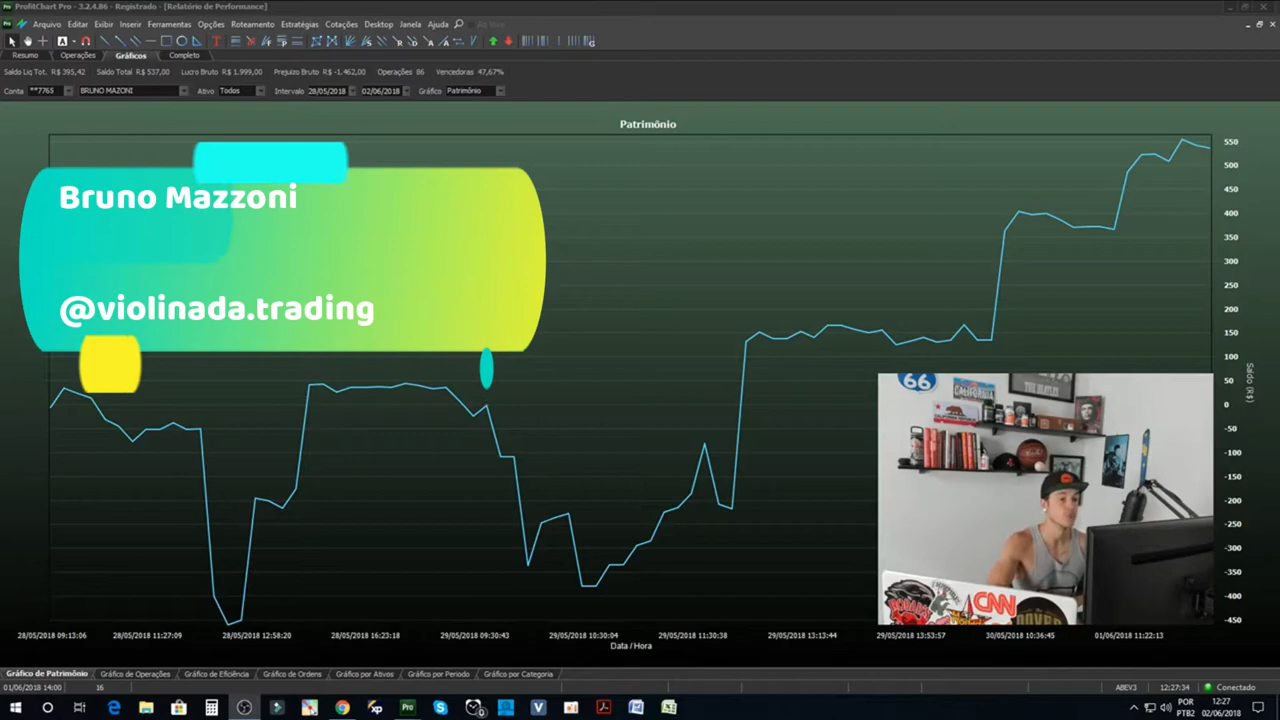 ProfitChart Pro - 3.2.4.86 - Registrado - [Relatório de Performance]
Arquivo Editar Exibir Inserir Ferramentas Opções Roteamento Estratégias Cotações Desktop Janela Ajuda
Resumo Operações Gráficos Completo
Saldo Líq Tot. R$ 395,42 Saldo Total R$ 537,00 Lucro Bruto R$ 1.999,00 Prejuízo Bruto R$ -1.462,00 Operações 86 Vencedoras 47,67%
Conta **7765 BRUNO MAZONI Ativo Todos Intervalo 28/05/2018 02/06/2018 Gráfico Patrimônio
Patrimônio
Bruno Mazzoni
@violinada.trading
550
500
450
400
350
300
250
200
150
100
50
0
-50
-100
-150
-200
-250
-300
-350
-400
-450
Saldo (R$)
66
CALIFORNIA
THE BEATLES
CNN
28/05/2018 09:13:06 28/05/2018 11:27:09 28/05/2018 12:58:20 28/05/2018 16:23:18 29/05/2018 09:30:43 29/05/2018 10:30:04 29/05/2018 11:30:38 29/05/2018 13:13:44 29/05/2018 13:53:57 30/05/2018 10:36:45 01/06/2018 11:22:13
Data / Hora
Gráfico de Patrimônio Gráfico de Operações Gráfico de Eficiência Gráfico de Ordens Gráfico por Ativos Gráfico por Período Gráfico por Categoria
01/06/2018 14:00 16 ABEV3 12:27:34 Conectado
POR 12:27
PTB2 02/06/2018